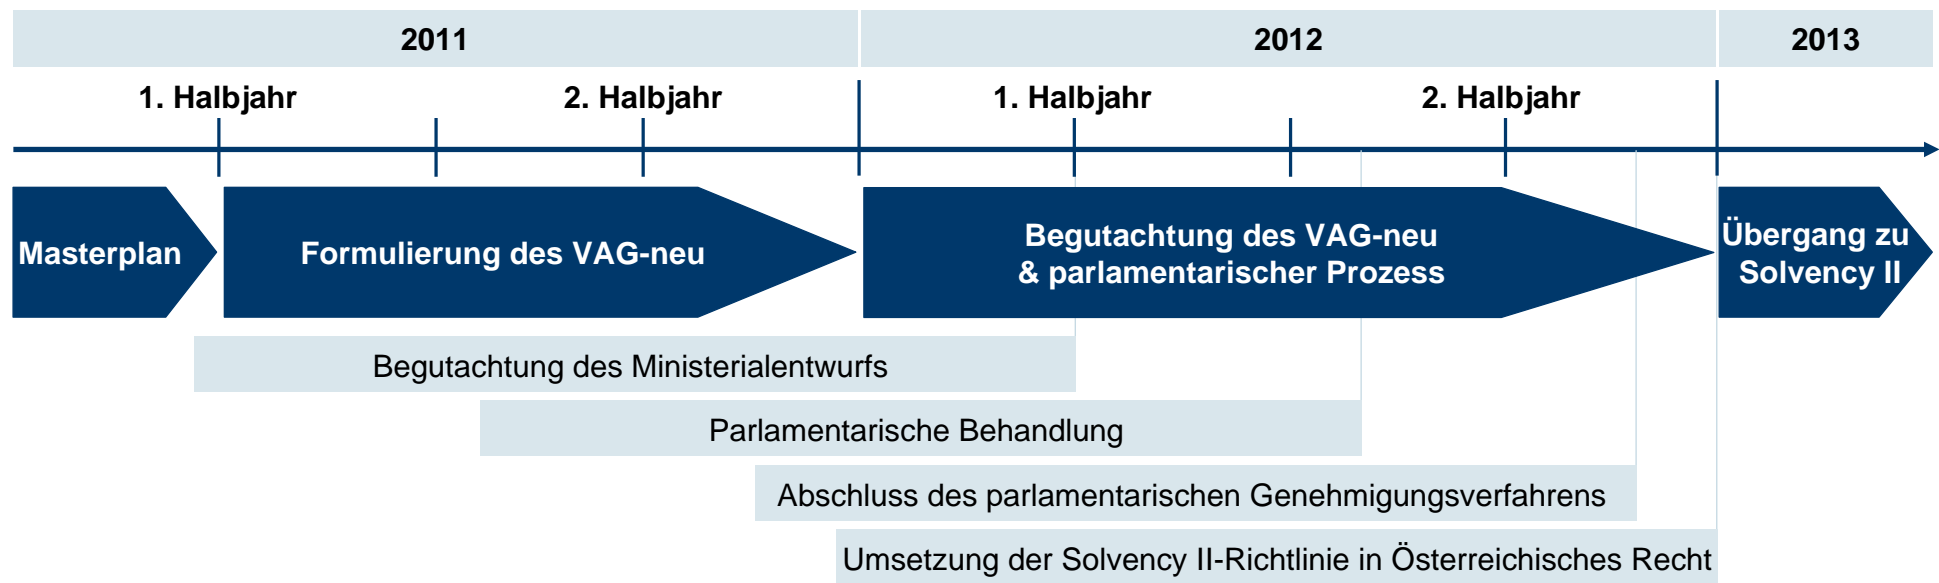 2011
2012
2013
1. Halbjahr
2. Halbjahr
1. Halbjahr
2. Halbjahr
Masterplan
Formulierung des VAG-neu
Begutachtung des VAG-neu
& parlamentarischer Prozess
Übergang zu
Solvency II
Begutachtung des Ministerialentwurfs
Parlamentarische Behandlung
Abschluss des parlamentarischen Genehmigungsverfahrens
Umsetzung der Solvency II-Richtlinie in Österreichisches Recht